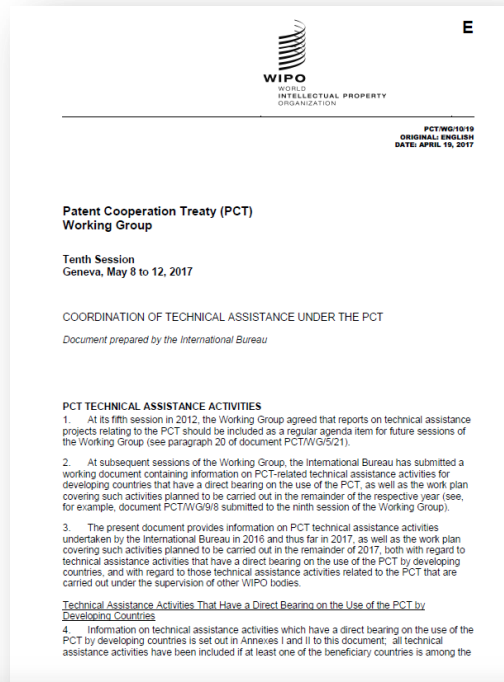 E
WIPO
WORLD
INTELLECTUAL PROPERTY
ORGANIZATION
PCT/WG/10/19
ORIGINAL: ENGLISH
DATE: APRIL 19, 2017
Patent Cooperation Treaty (PCT)
Working Group
Tenth Session
Geneva, May 8 to 12, 2017
COORDINATION OF TECHNICAL ASSISTANCE UNDER THE PCT
Document prepared by the International Bureau
PCT TECHNICAL ASSISTANCE ACTIVITIES
1. At its fifth session in 2012, the Working Group agreed that reports on technical assistance
projects relating to the PCT should be included as a regular agenda item for future sessions of
the Working Group (see paragraph 20 of document PCT/WG/5/21).
2. At subsequent sessions of the Working Group, the International Bureau has submitted a
working document containing information on PCT-related technical assistance activities for
developing countries that have a direct bearing on the use of the PCT, as well as the work plan
covering such activities planned to be carried out in the remainder of the respective year (see,
for example, document PCT/WG/9/8 submitted to the ninth session of the Working Group).
3. The present document provides information on PCT technical assistance activities
undertaken by the International Bureau in 2016 and thus far in 2017, as well as the work plan
covering such activities planned to be carried out in the remainder of 2017, both with regard to
technical assistance activities that have a direct bearing on the use of the PCT by developing
countries, and with regard to those technical assistance activities related to the PCT that are
carried out under the supervision of other WIPO bodies.
Technical Assistance Activities That Have a Direct Bearing on the Use of the PCT by
Developing Countries
4. Information on technical assistance activities which have a direct bearing on the use of the
PCT by developing countries is set out in Annexes I and II to this document; all technical
assistance activities have been included if at least one of the beneficiary countries is among the